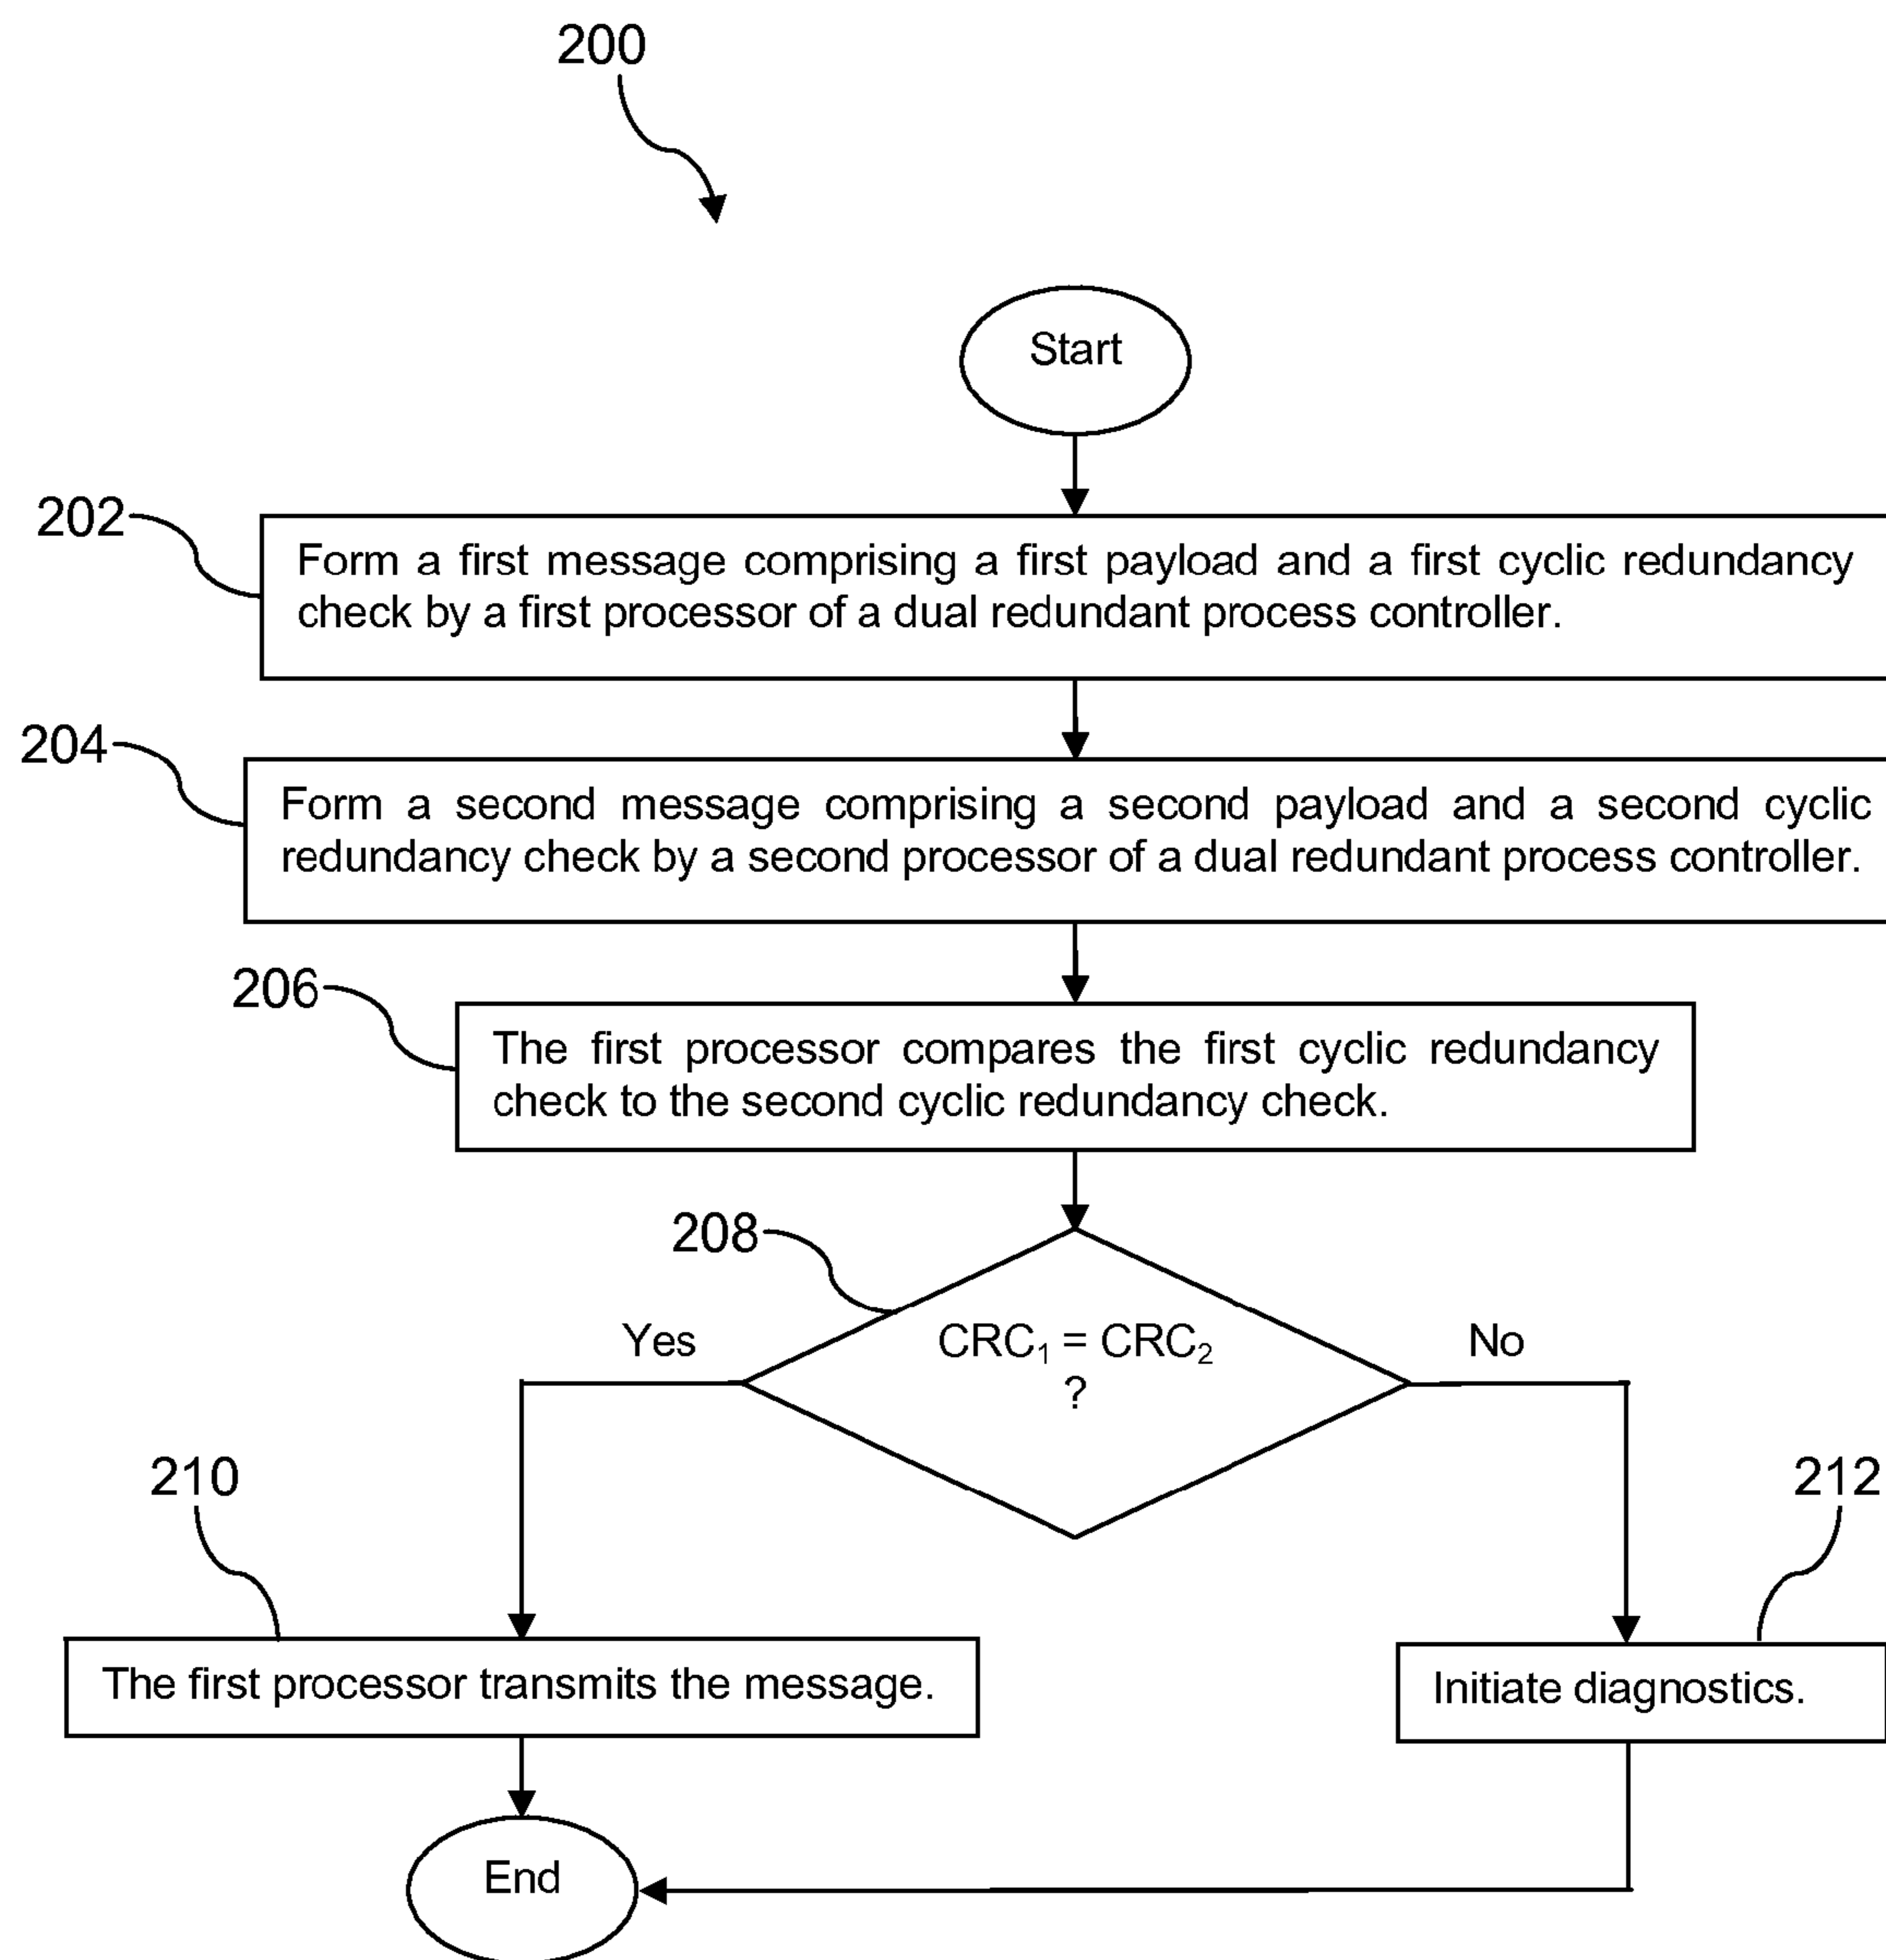 200
Start
202
Form a first message comprising a first payload and a first cyclic redundancy
check by a first processor of a dual redundant process controller.
204
Form a second message comprising a second payload and a second cyclic
redundancy check by a second processor of a dual redundant process controller.
206
The first processor compares the first cyclic redundancy
check to the second cyclic redundancy check.
208
Yes
CRC₁ = CRC₂
?
No
210
212
The first processor transmits the message.
Initiate diagnostics.
End